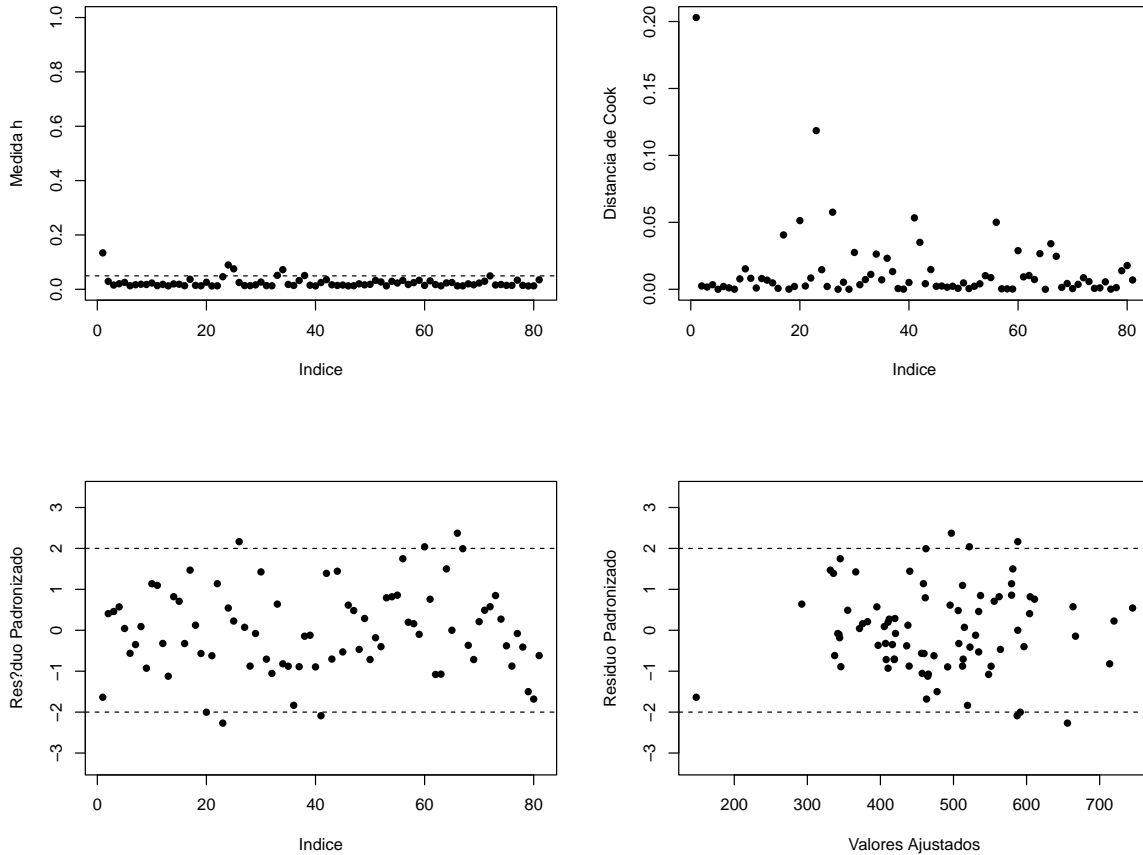 Medida h
0.0 0.2 0.4 0.6 0.8 1.0
0 20 40 60 80
Indice
Distancia de Cook
0.00 0.05 0.10 0.15 0.20
0 20 40 60 80
Indice
Res?duo Padronizado
−3 −2 −1 0 1 2 3
0 20 40 60 80
Indice
Residuo Padronizado
−3 −2 −1 0 1 2 3
200 300 400 500 600 700
Valores Ajustados